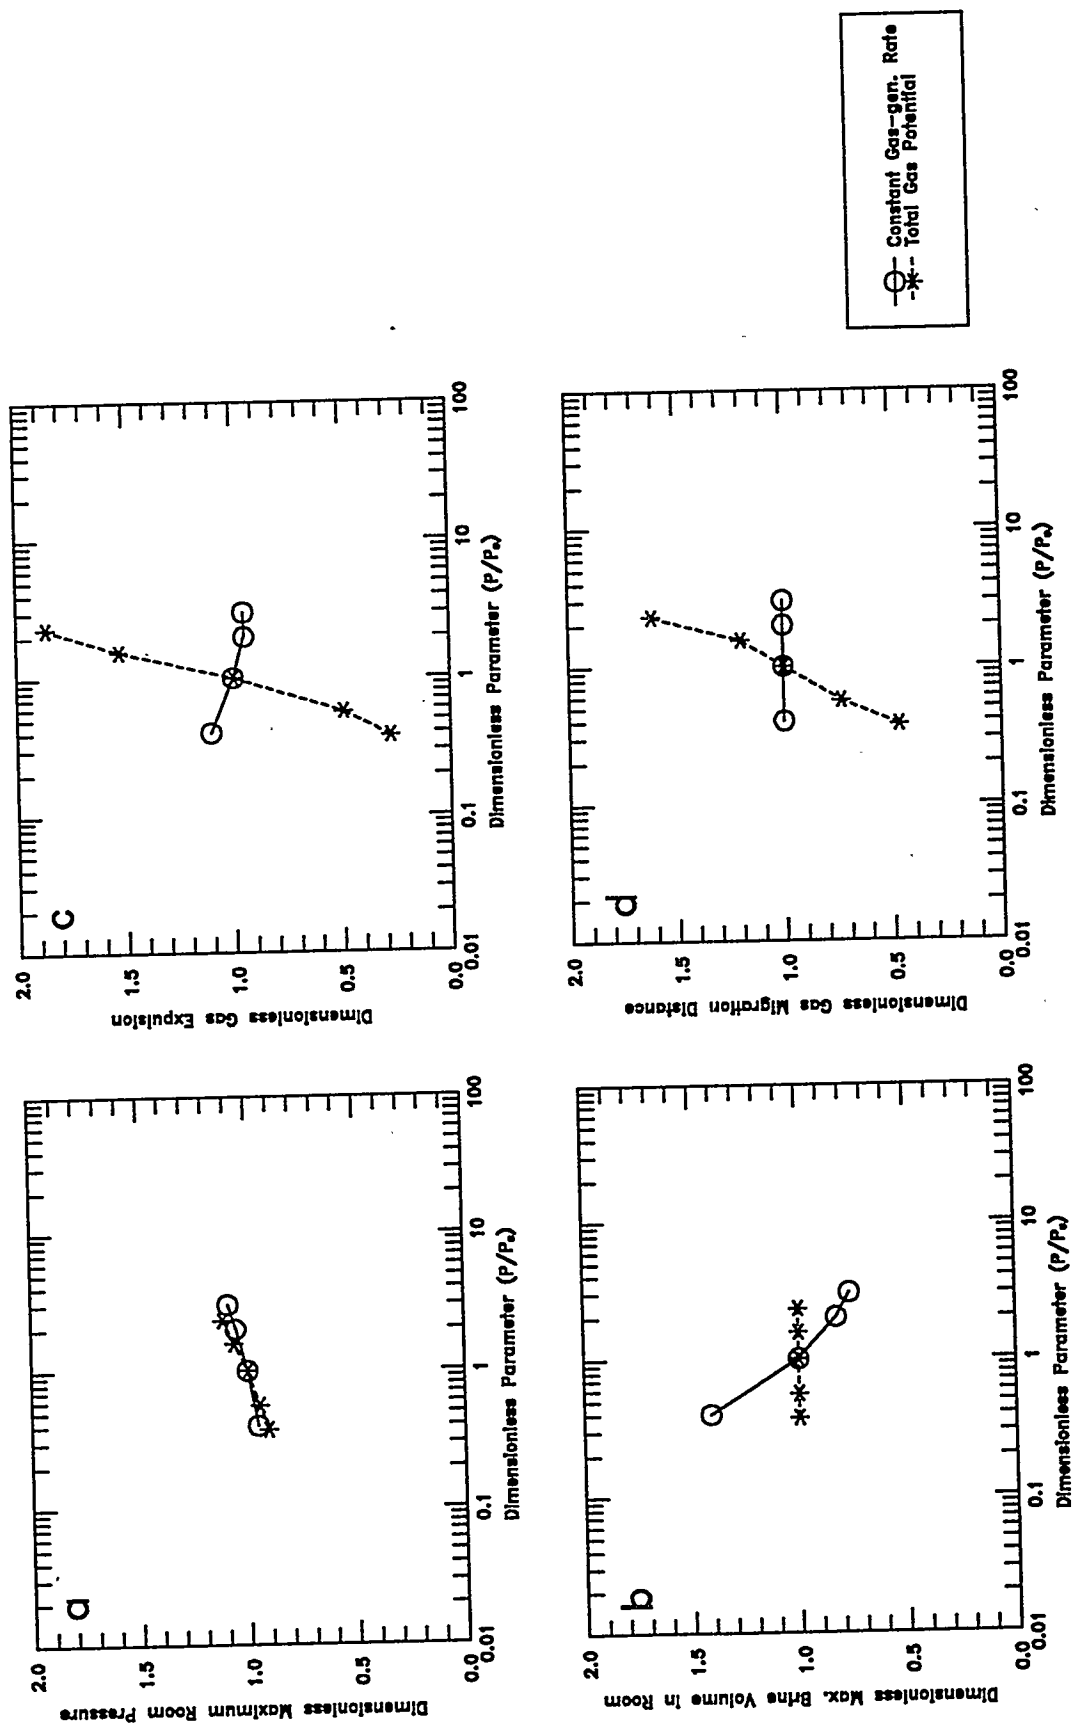 a
2.0
1.5
1.0
0.5
0.0
Dimensionless Maximum Room Pressure
0.01
0.1
1
10
100
Dimensionless Parameter (P/P₀)
c
2.0
1.5
1.0
0.5
0.0
Dimensionless Gas Expulsion
0.01
0.1
1
10
100
Dimensionless Parameter (P/P₀)
b
2.0
1.5
1.0
0.5
0.0
Dimensionless Max. Brine Volume in Room
0.01
0.1
1
10
100
Dimensionless Parameter (P/P₀)
d
2.0
1.5
1.0
0.5
0.0
Dimensionless Gas Migration Distance
0.01
0.1
1
10
100
Dimensionless Parameter (P/P₀)
Constant Gas-gen. Rate
Total Gas Potential